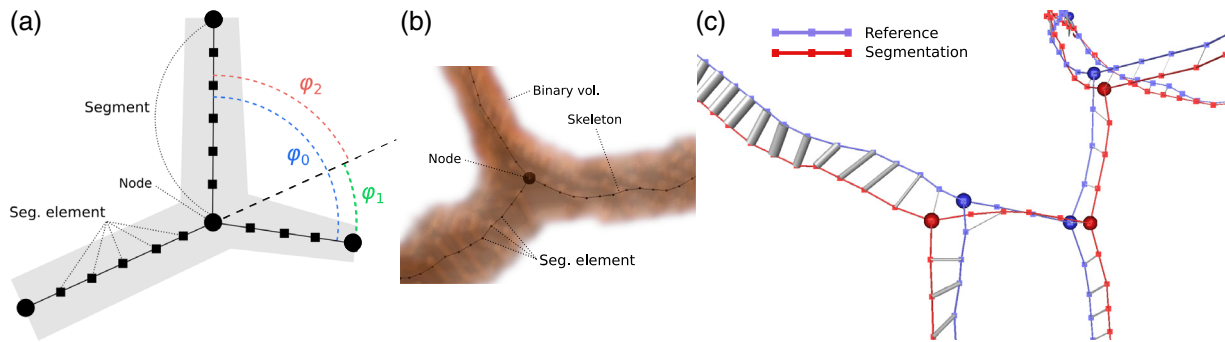 (a)
Segment
Node
Seg. element
φ2
φ0
φ1
(b)
Binary vol.
Skeleton
Node
Seg. element
(c)
Reference
Segmentation